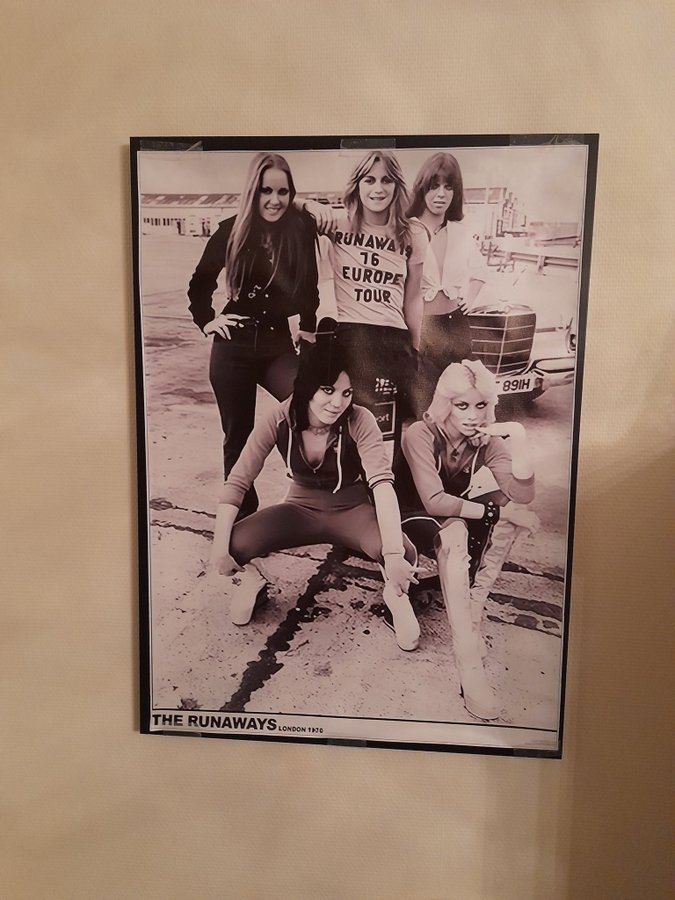 RUNAWAYS
76
EUROPE
TOUR
891H
THE RUNAWAYS LONDON 1976